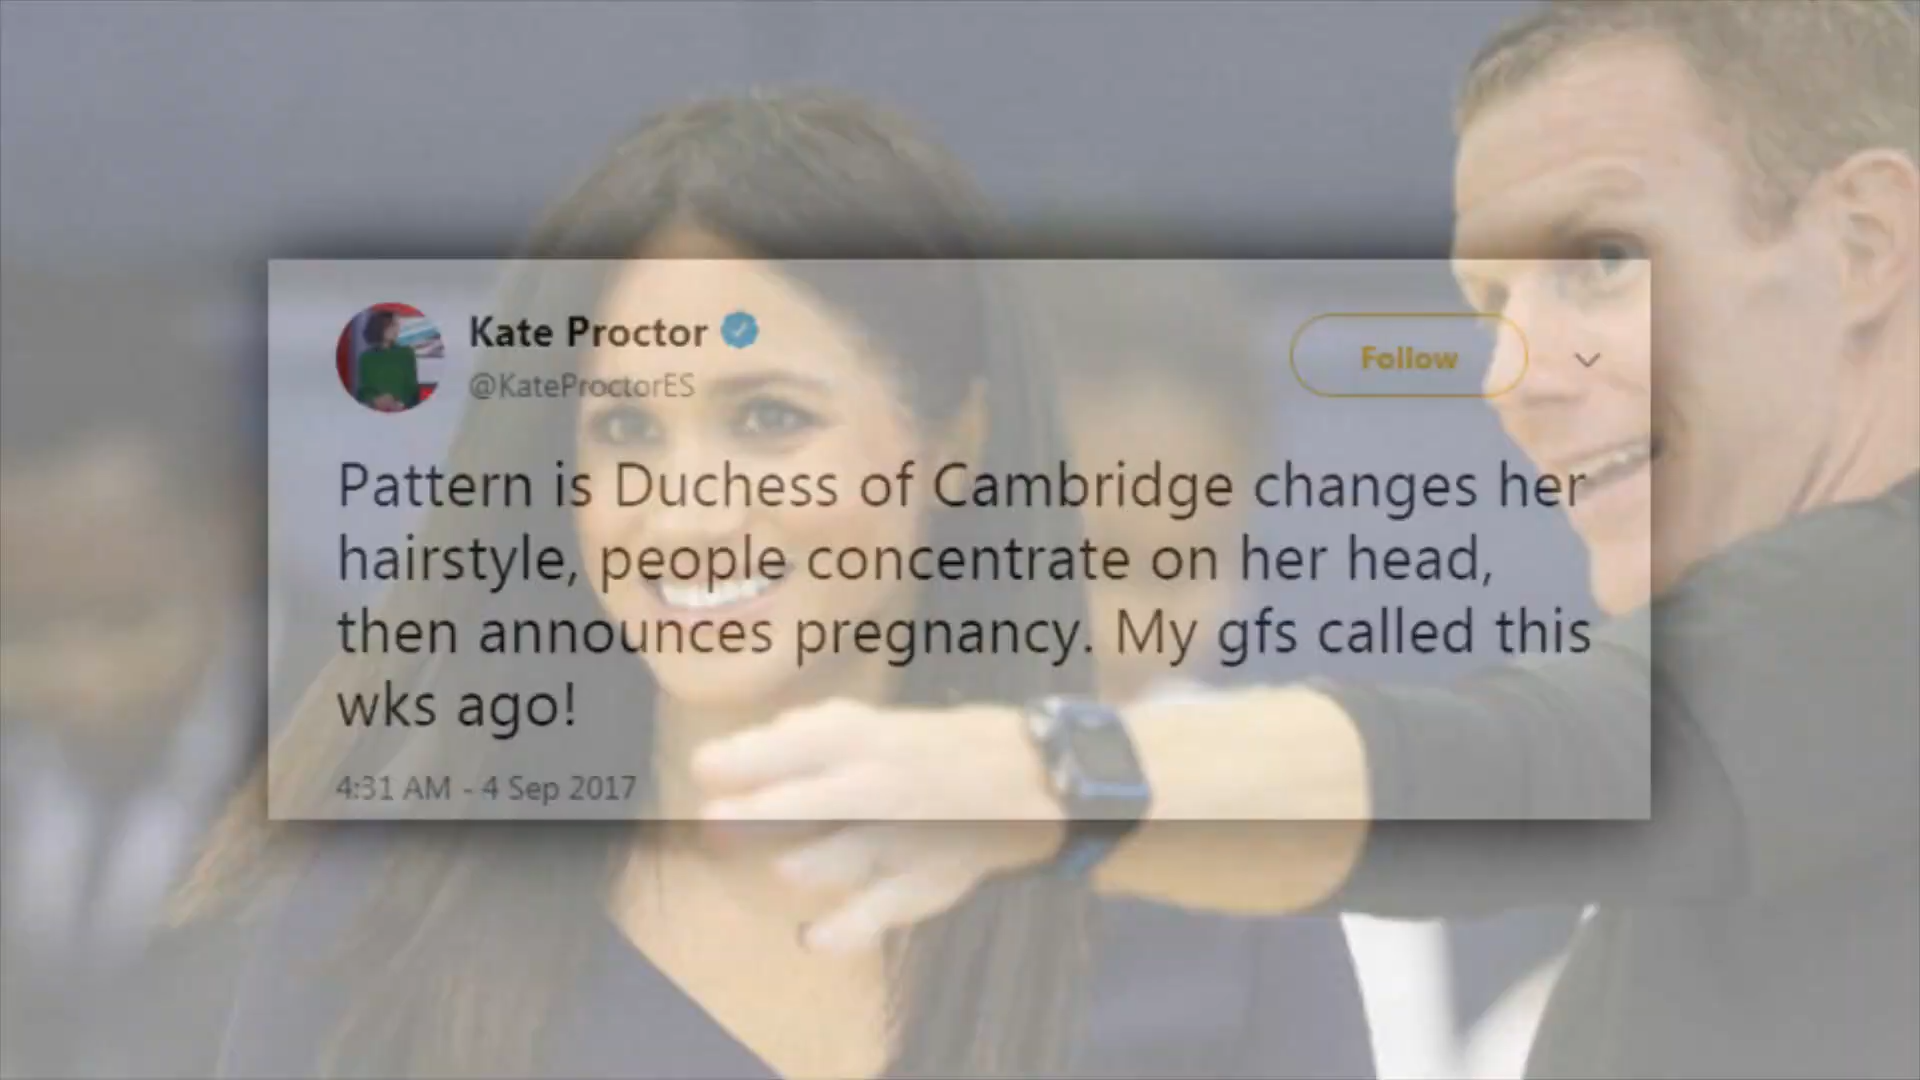 Kate Proctor
@KateProctorES
Follow
Pattern is Duchess of Cambridge changes her
hairstyle, people concentrate on her head,
then announces pregnancy. My gfs called this
wks ago!
4:31 AM - 4 Sep 2017